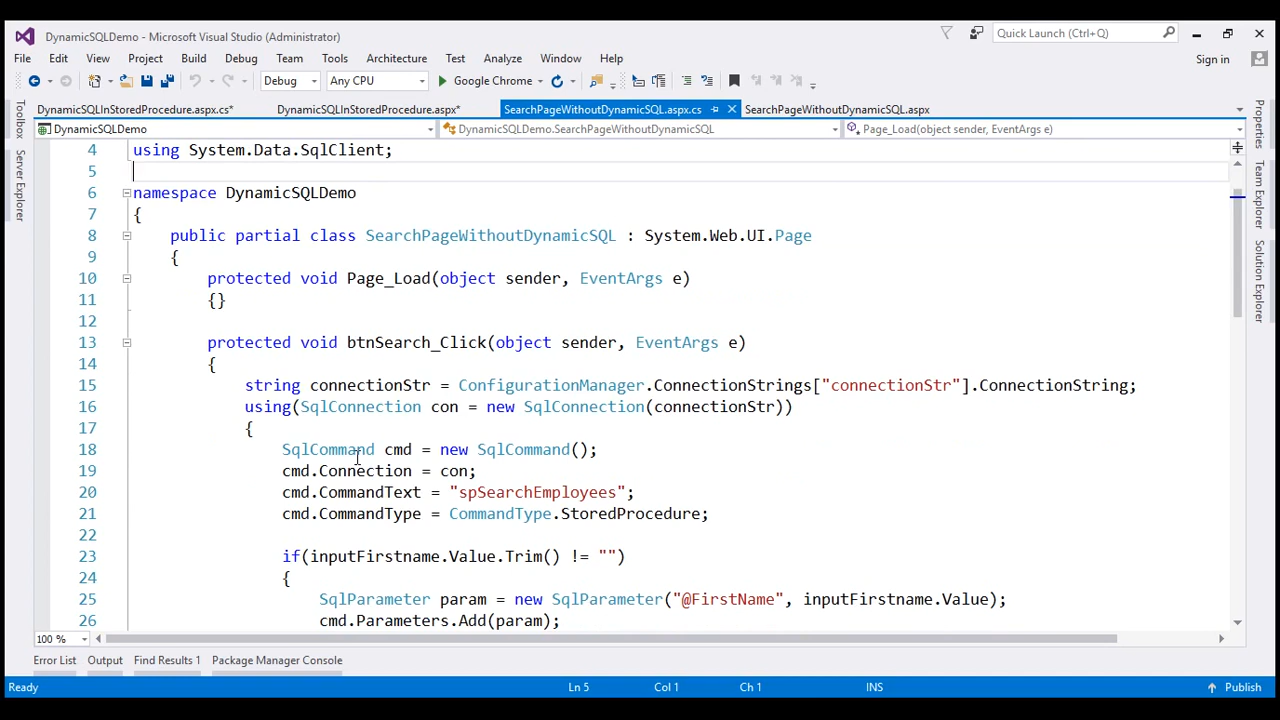 DynamicSQLDemo - Microsoft Visual Studio (Administrator)
Quick Launch (Ctrl+Q)
File Edit View Project Build Debug Team Tools Architecture Test Analyze Window Help
Sign in
Debug Any CPU Google Chrome
DynamicSQLInStoredProcedure.aspx.cs* DynamicSQLInStoredProcedure.aspx* SearchPageWithoutDynamicSQL.aspx.cs SearchPageWithoutDynamicSQL.aspx
DynamicSQLDemo DynamicSQLDemo.SearchPageWithoutDynamicSQL Page_Load(object sender, EventArgs e)
Toolbox
Server Explorer
Properties
Team Explorer
Solution Explorer
4 using System.Data.SqlClient;
5
6 namespace DynamicSQLDemo
7 {
8 public partial class SearchPageWithoutDynamicSQL : System.Web.UI.Page
9 {
10 protected void Page_Load(object sender, EventArgs e)
11 {}
12
13 protected void btnSearch_Click(object sender, EventArgs e)
14 {
15 string connectionStr = ConfigurationManager.ConnectionStrings["connectionStr"].ConnectionString;
16 using(SqlConnection con = new SqlConnection(connectionStr))
17 {
18 SqlCommand cmd = new SqlCommand();
19 cmd.Connection = con;
20 cmd.CommandText = "spSearchEmployees";
21 cmd.CommandType = CommandType.StoredProcedure;
22
23 if(inputFirstname.Value.Trim() != "")
24 {
25 SqlParameter param = new SqlParameter("@FirstName", inputFirstname.Value);
26 cmd.Parameters.Add(param);
100 %
Error List Output Find Results 1 Package Manager Console
Ready Ln 5 Col 1 Ch 1 INS Publish